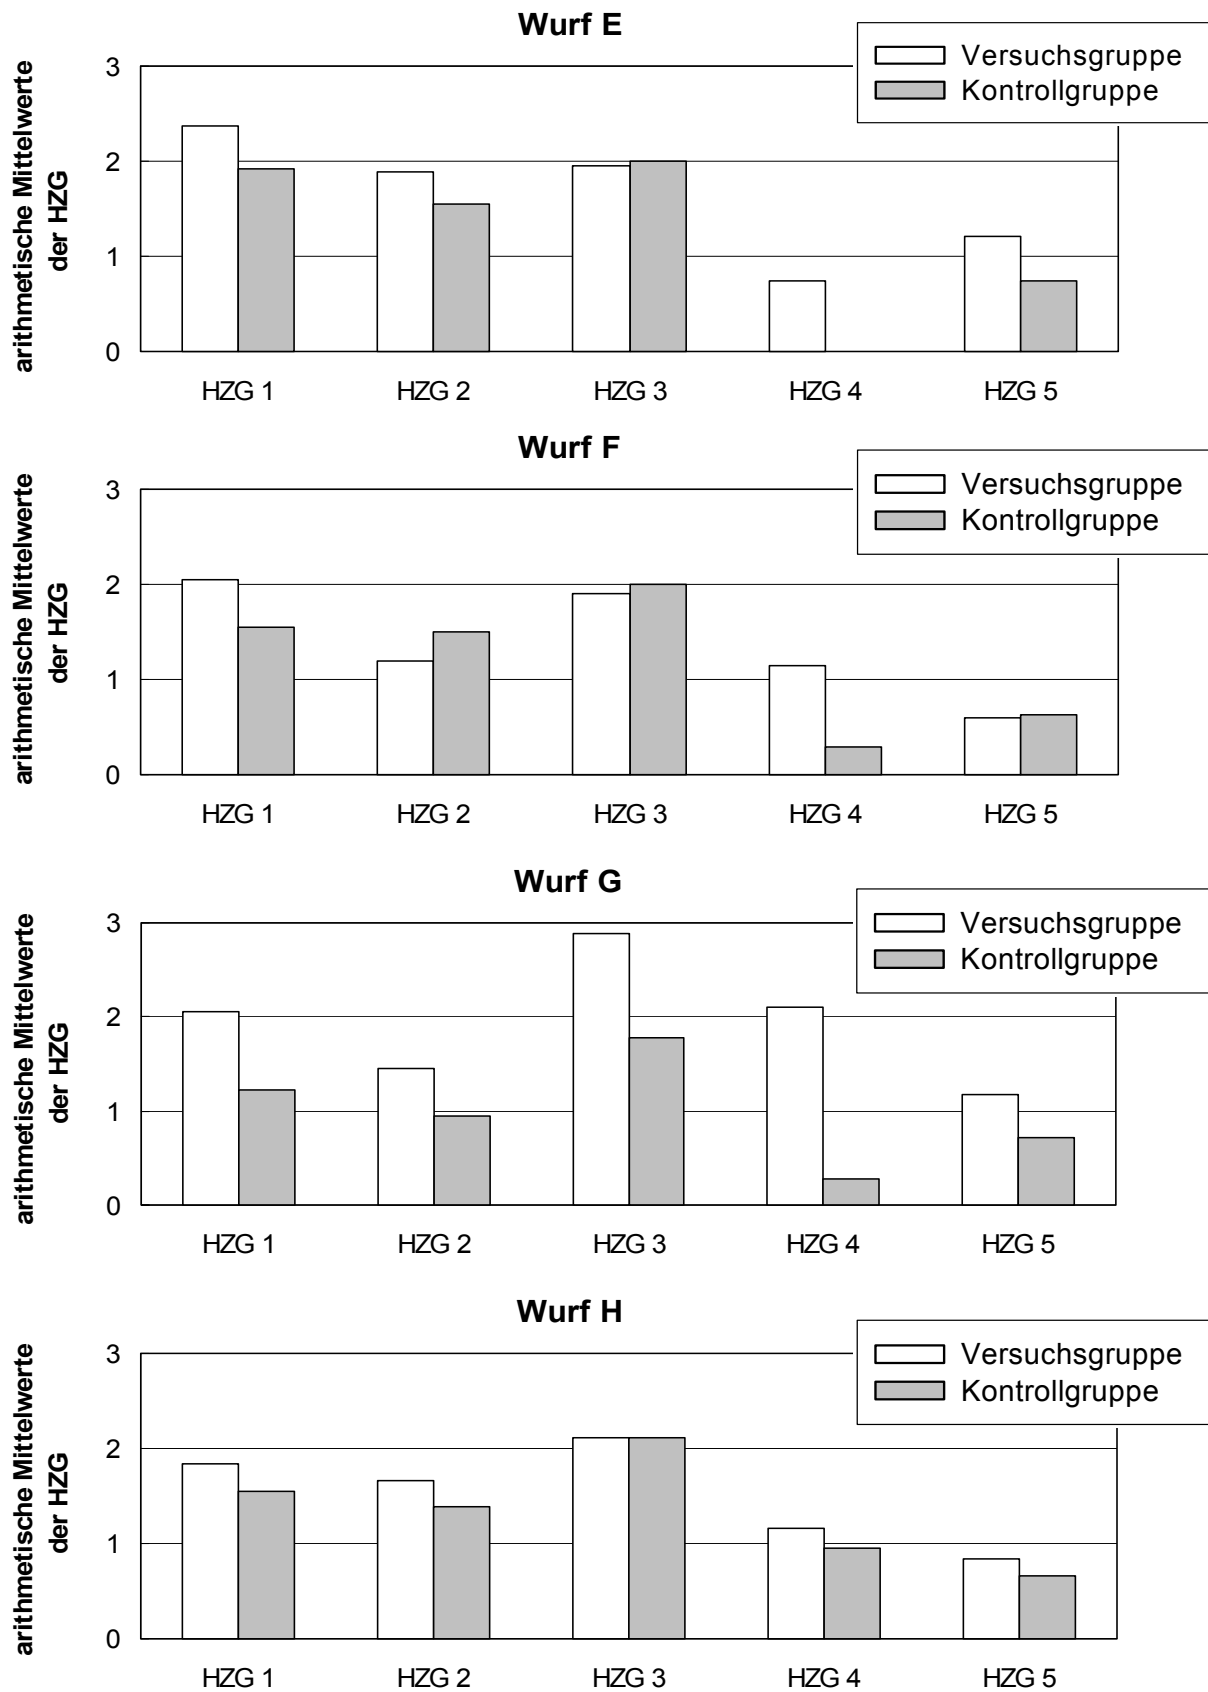 Wurf E
Versuchsgruppe
Kontrollgruppe
arithmetische Mittelwerte
der HZG
3
2
1
0
HZG 1 HZG 2 HZG 3 HZG 4 HZG 5
Wurf F
Versuchsgruppe
Kontrollgruppe
arithmetische Mittelwerte
der HZG
3
2
1
0
HZG 1 HZG 2 HZG 3 HZG 4 HZG 5
Wurf G
Versuchsgruppe
Kontrollgruppe
arithmetische Mittelwerte
der HZG
3
2
1
0
HZG 1 HZG 2 HZG 3 HZG 4 HZG 5
Wurf H
Versuchsgruppe
Kontrollgruppe
arithmetische Mittelwerte
der HZG
3
2
1
0
HZG 1 HZG 2 HZG 3 HZG 4 HZG 5